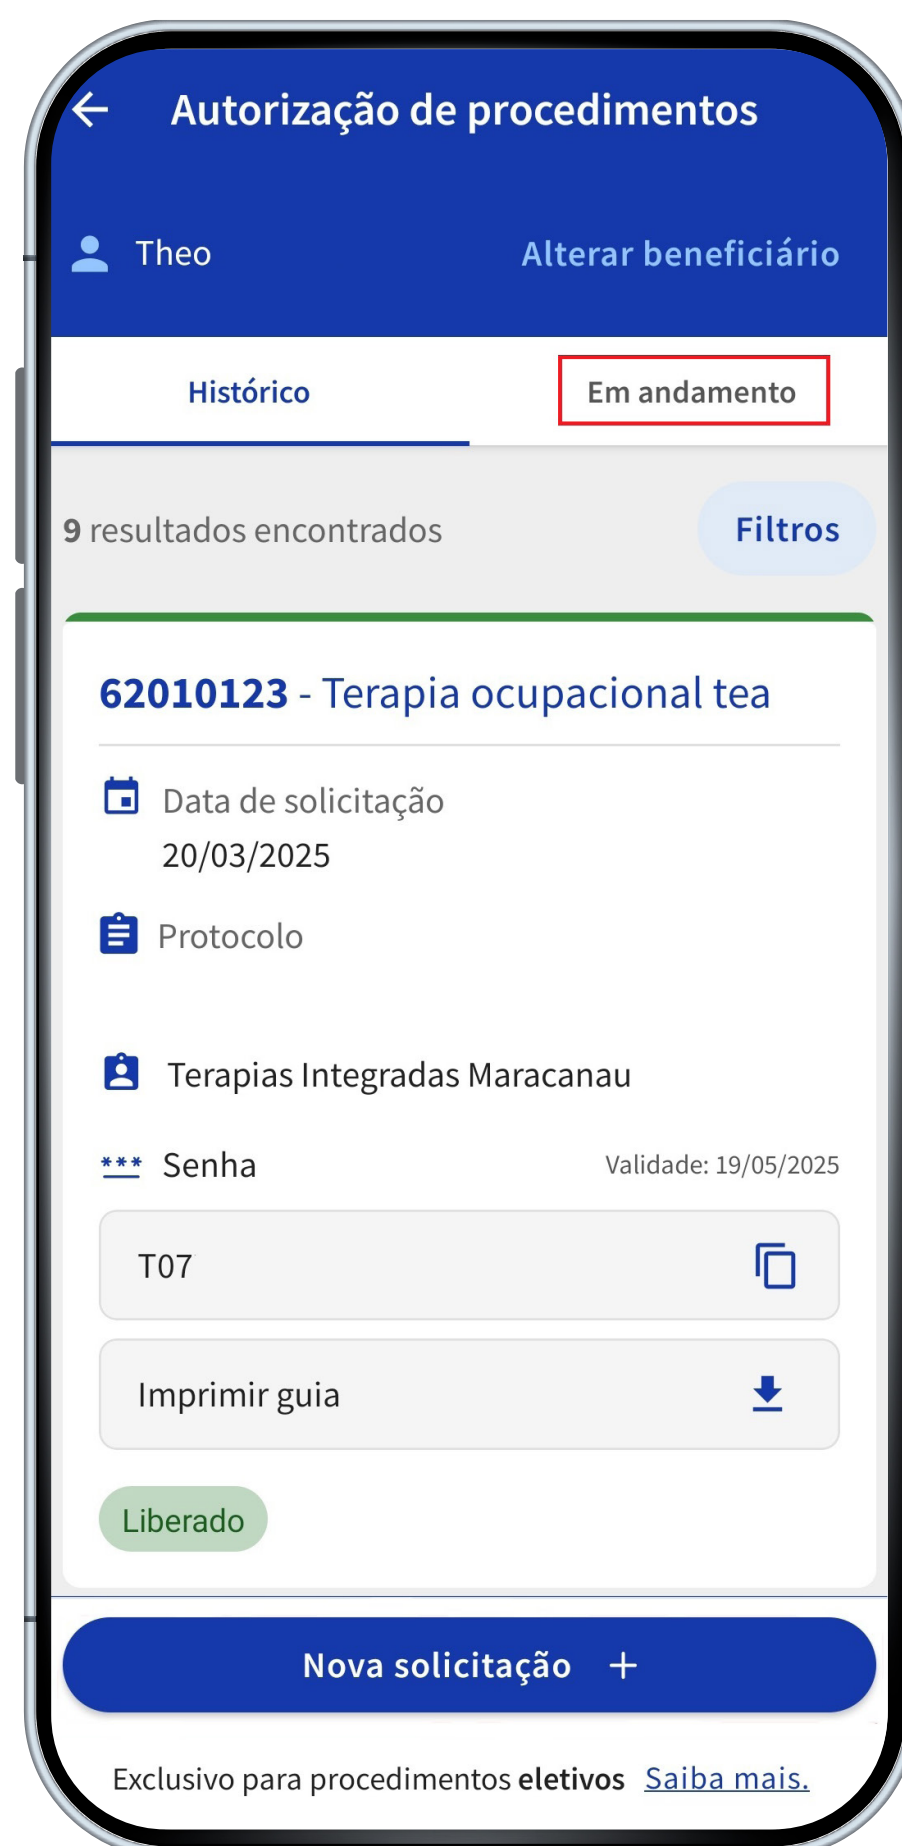 Autorização de procedimentos
Theo
Alterar beneficiário
Histórico
Em andamento
9 resultados encontrados
Filtros
62010123 - Terapia ocupacional tea
Data de solicitação
20/03/2025
Protocolo
Terapias Integradas Maracanau
*** Senha
Validade: 19/05/2025
T07
Imprimir guia
Liberado
Nova solicitação +
Exclusivo para procedimentos eletivos Saiba mais.